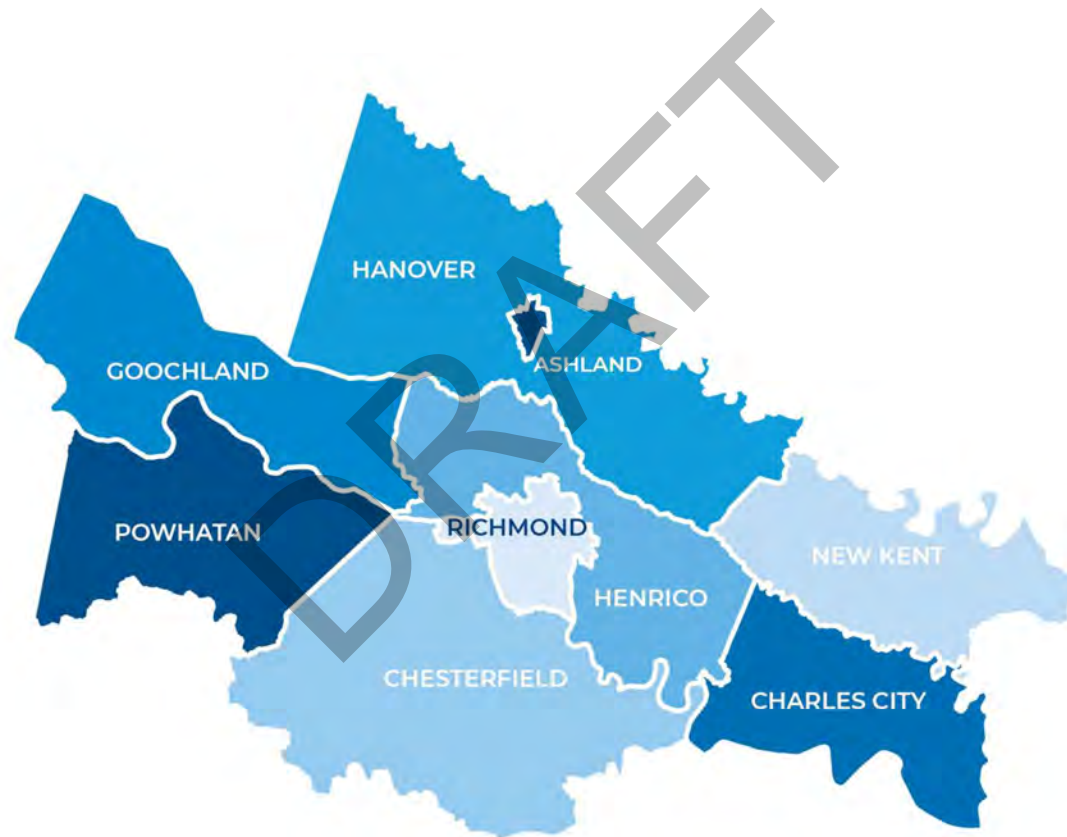 HANOVER
ASHLAND
GOOCHLAND
POWHATAN
RICHMOND
NEW KENT
HENRICO
CHESTERFIELD
CHARLES CITY
DRAFT